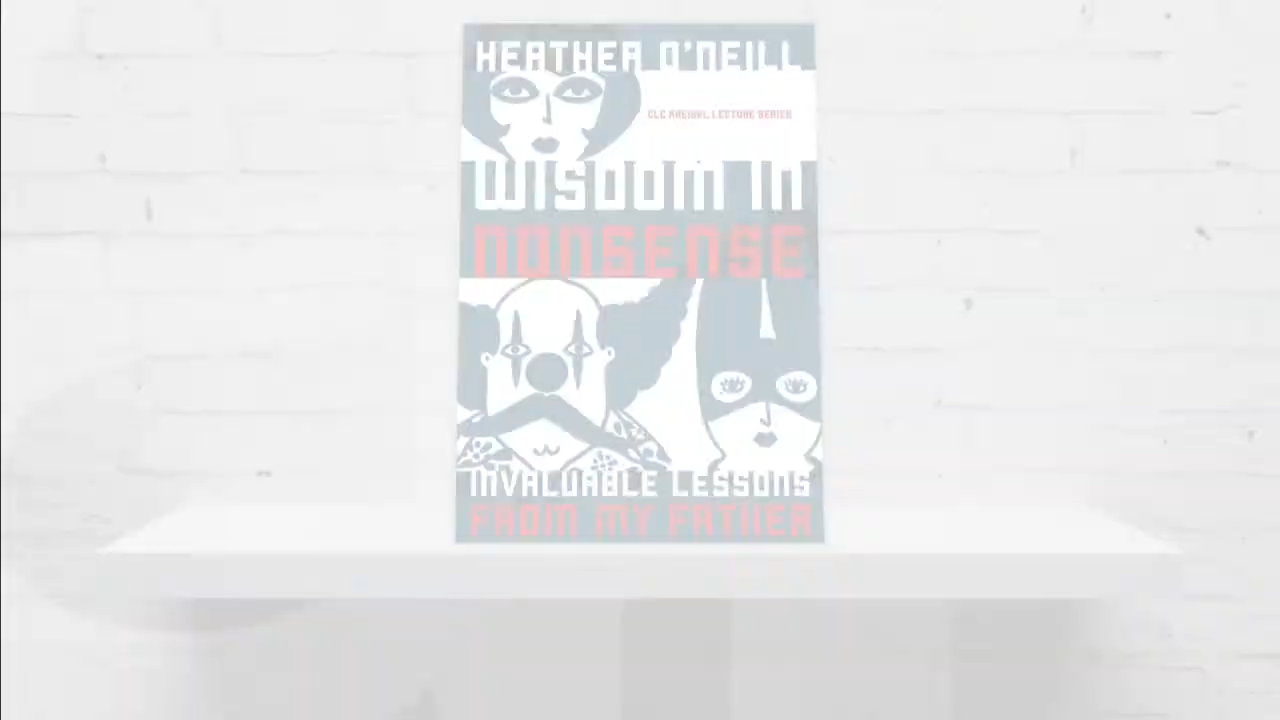 HEATHER O'NEILL
CLC KREISEL LECTURE SERIES
WISDOM IN
NONSENSE
INVALUABLE LESSONS
FROM MY FATHER